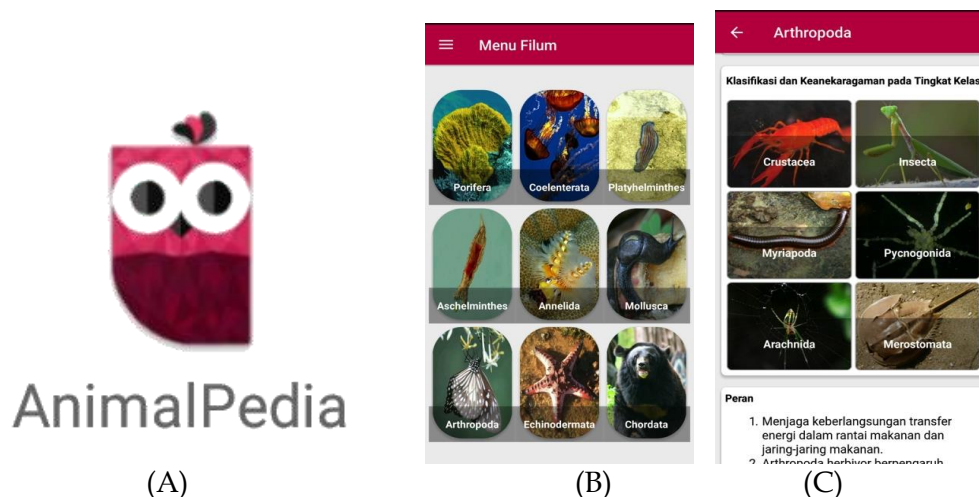 AnimalPedia
(A)
Menu Filum
Porifera
Coelenterata
Platyhelminthes
Aschelminthes
Annelida
Mollusca
Arthropoda
Echinodermata
Chordata
(B)
Arthropoda
Klasifikasi dan Keanekaragaman pada Tingkat Kelas
Crustacea
Insecta
Myriapoda
Pycnogonida
Arachnida
Merostomata
Peran
1. Menjaga keberlangsungan transfer
energi dalam rantai makanan dan
jaring-jaring makanan.
2. Arthropoda herbivor berpengaruh
(C)